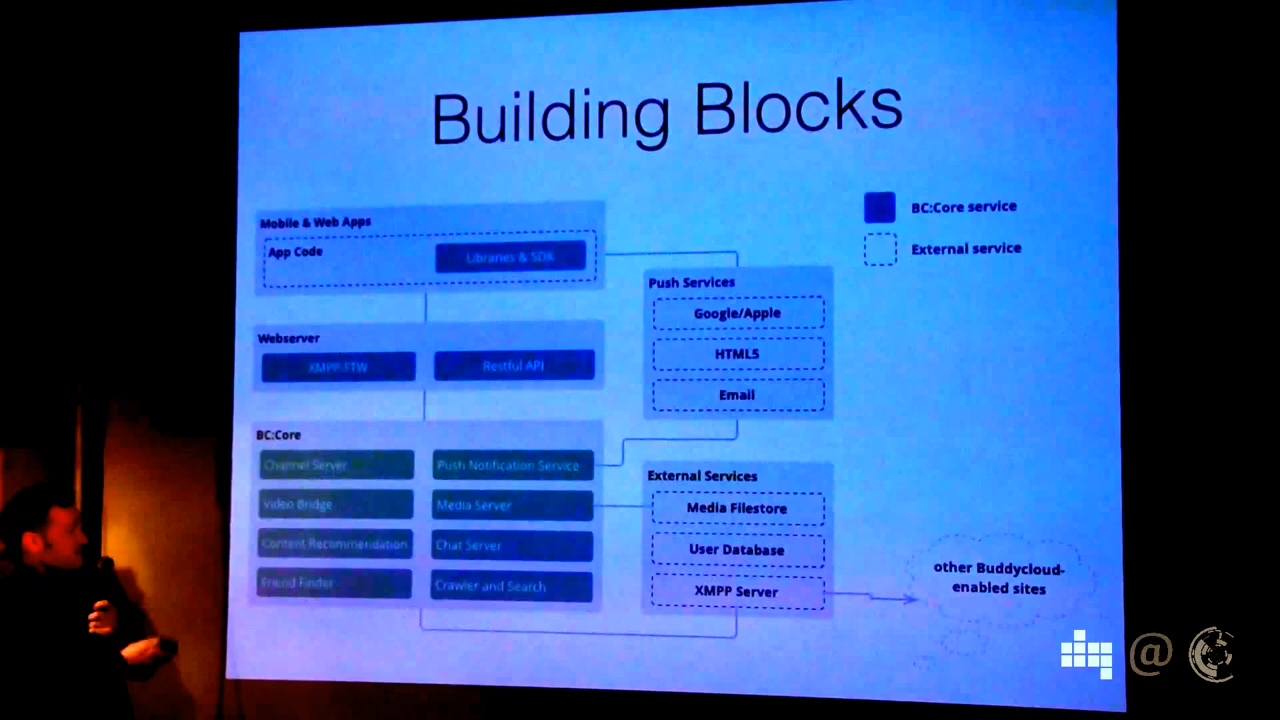 Building Blocks
Mobile & Web Apps
App Code
Libraries & SDK
Webserver
XMPP-FTW
Restful API
BC:Core
Channel Server
Push Notification Service
Video Bridge
Media Server
Content Recommendation
Chat Server
Friend Finder
Crawler and Search
Push Services
Google/Apple
HTML5
Email
External Services
Media Filestore
User Database
XMPP Server
BC:Core service
External service
other Buddycloud-
enabled sites
@